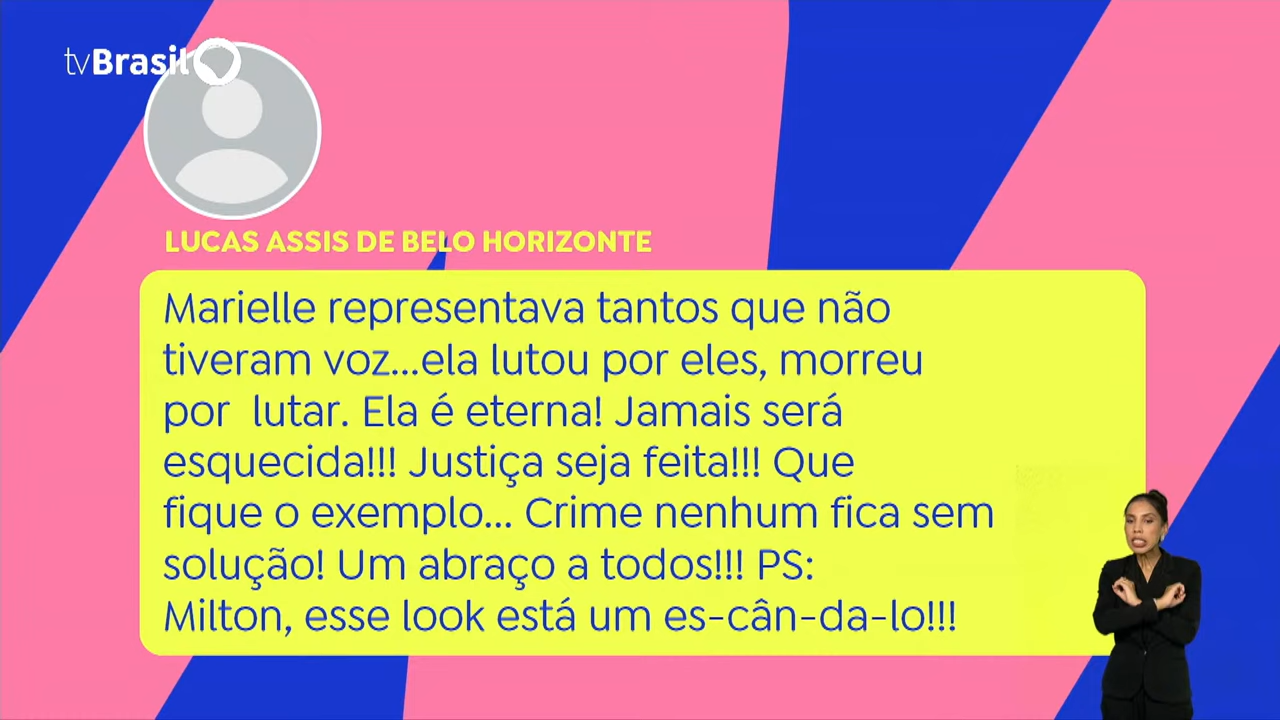 tvBrasil
LUCAS ASSIS DE BELO HORIZONTE
Marielle representava tantos que não
tiveram voz...ela lutou por eles, morreu
por lutar. Ela é eterna! Jamais será
esquecida!!! Justiça seja feita!!! Que
fique o exemplo... Crime nenhum fica sem
solução! Um abraço a todos!!! PS:
Milton, esse look está um es-cân-da-lo!!!